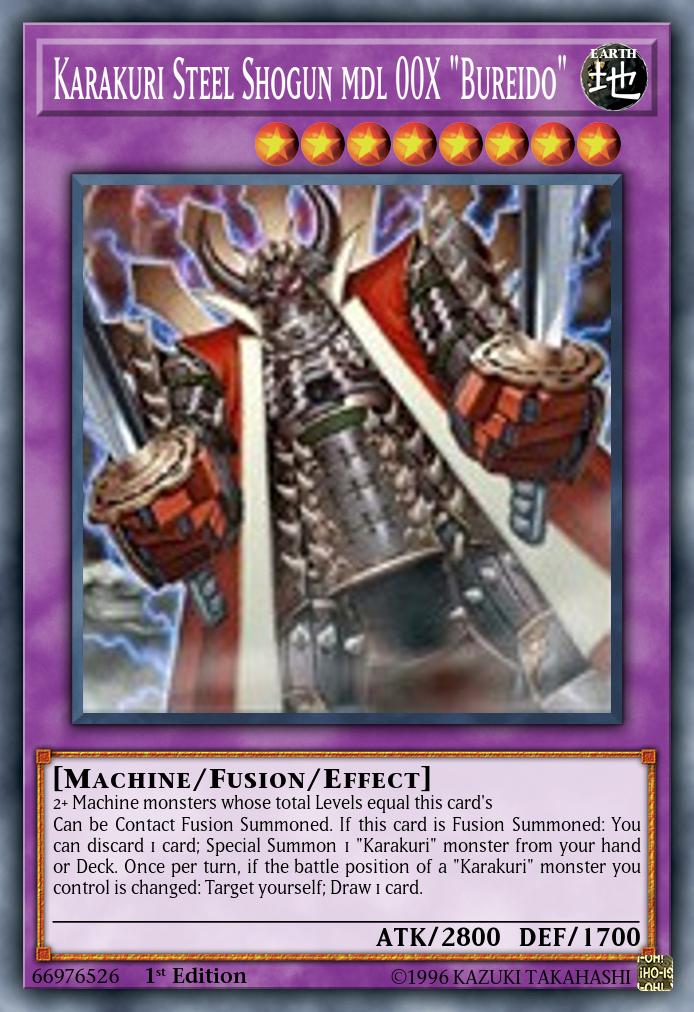 KARAKURI STEEL SHOGUN MDL 00X "BUREIDO"
EARTH
地
[MACHINE/FUSION/EFFECT]
2+ Machine monsters whose total Levels equal this card's
Can be Contact Fusion Summoned. If this card is Fusion Summoned: You
can discard 1 card; Special Summon 1 "Karakuri" monster from your hand
or Deck. Once per turn, if the battle position of a "Karakuri" monster you
control is changed: Target yourself; Draw 1 card.
ATK/2800 DEF/1700
66976526 1st Edition ©1996 KAZUKI TAKAHASHI